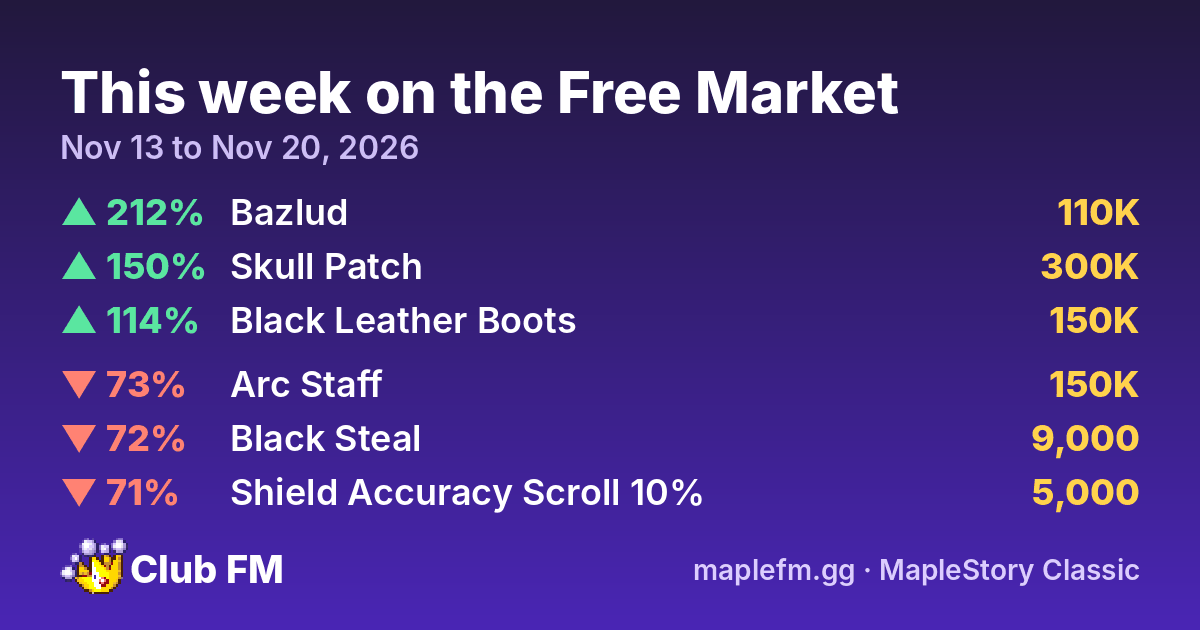 This week on the Free Market
Nov 13 to Nov 20, 2026
▲ 212% Bazlud 110K
▲ 150% Skull Patch 300K
▲ 114% Black Leather Boots 150K
▼ 73% Arc Staff 150K
▼ 72% Black Steal 9,000
▼ 71% Shield Accuracy Scroll 10% 5,000
Club FM maplefm.gg · MapleStory Classic